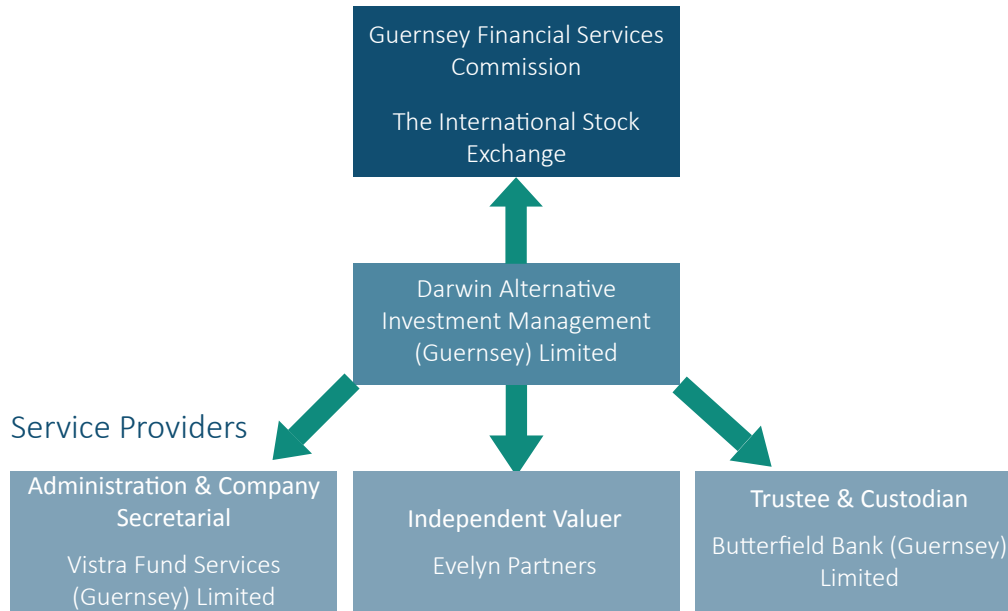 Guernsey Financial Services
Commission
The International Stock
Exchange
Darwin Alternative
Investment Management
(Guernsey) Limited
Service Providers
Administration & Company
Secretarial
Vistra Fund Services
(Guernsey) Limited
Independent Valuer
Evelyn Partners
Trustee & Custodian
Butterfield Bank (Guernsey)
Limited